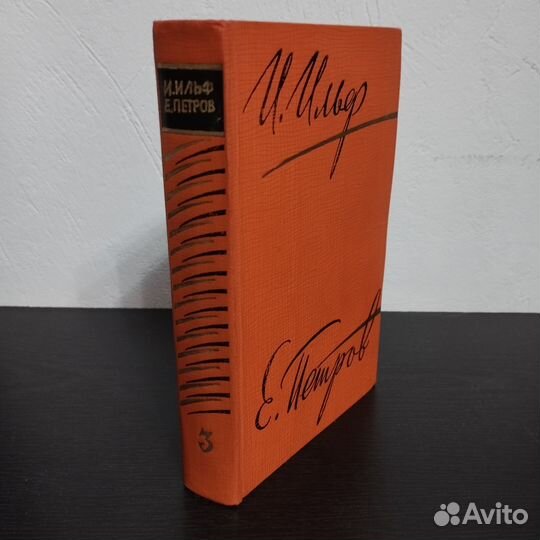 И. ИЛЬФ
Е. ПЕТРОВ
3
И. Ильф
Е. Петров
Avito